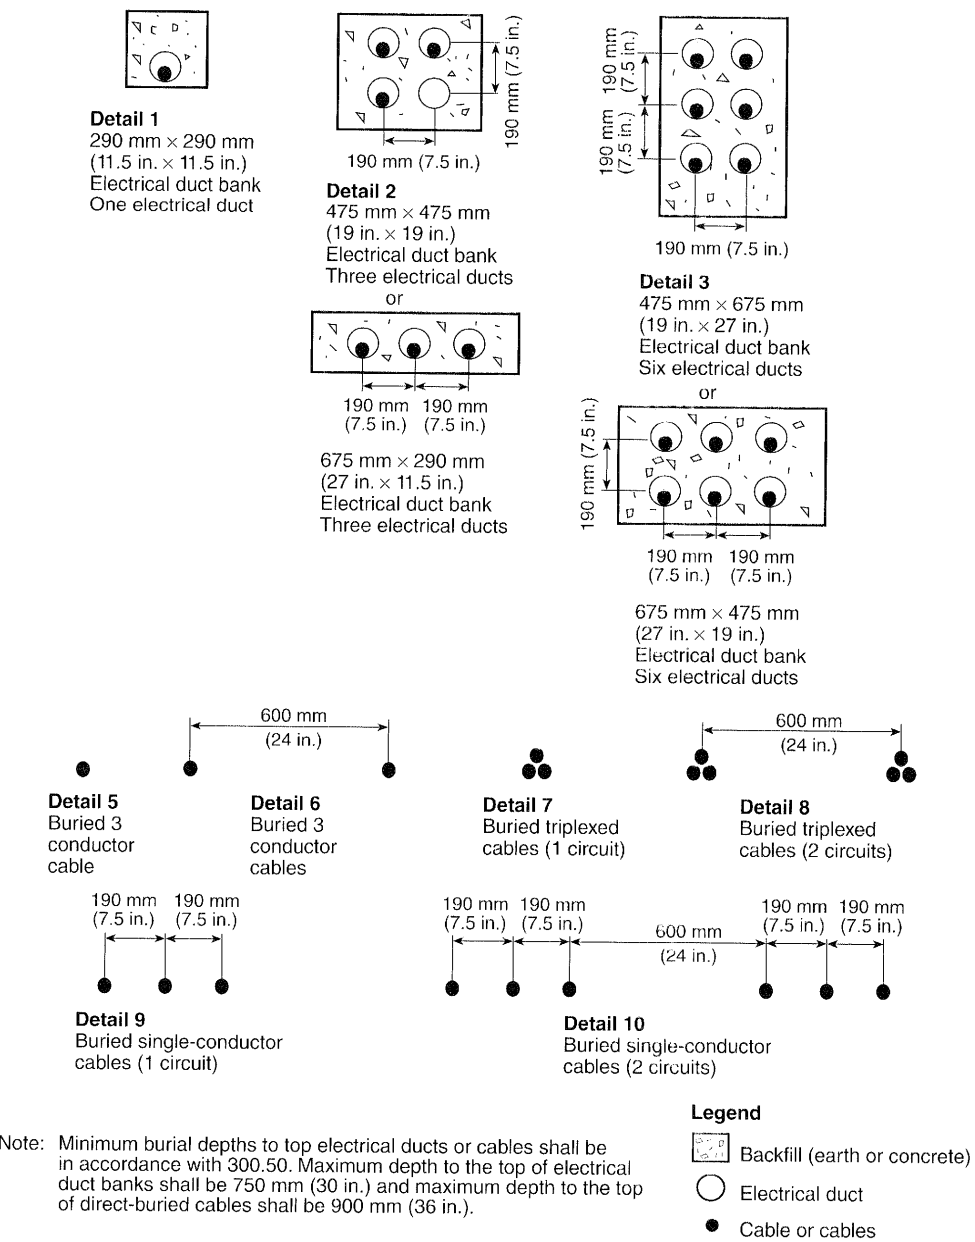 Detail 1
290 mm × 290 mm
(11.5 in. × 11.5 in.)
Electrical duct bank
One electrical duct
190 mm (7.5 in.)
190 mm (7.5 in.)
Detail 2
475 mm × 475 mm
(19 in. × 19 in.)
Electrical duct bank
Three electrical ducts
or
190 mm
(7.5 in.)
190 mm
(7.5 in.)
675 mm × 290 mm
(27 in. × 11.5 in.)
Electrical duct bank
Three electrical ducts
190 mm
(7.5 in.)
190 mm
(7.5 in.)
190 mm (7.5 in.)
Detail 3
475 mm × 675 mm
(19 in. × 27 in.)
Electrical duct bank
Six electrical ducts
or
190 mm (7.5 in.)
190 mm
(7.5 in.)
190 mm
(7.5 in.)
675 mm × 475 mm
(27 in. × 19 in.)
Electrical duct bank
Six electrical ducts
600 mm
(24 in.)
Detail 5
Buried 3
conductor
cable
Detail 6
Buried 3
conductor
cables
Detail 7
Buried triplexed
cables (1 circuit)
600 mm
(24 in.)
Detail 8
Buried triplexed
cables (2 circuits)
190 mm
(7.5 in.)
190 mm
(7.5 in.)
Detail 9
Buried single-conductor
cables (1 circuit)
190 mm
(7.5 in.)
190 mm
(7.5 in.)
600 mm
(24 in.)
190 mm
(7.5 in.)
190 mm
(7.5 in.)
Detail 10
Buried single-conductor
cables (2 circuits)
Note: Minimum burial depths to top electrical ducts or cables shall be
in accordance with 300.50. Maximum depth to the top of electrical
duct banks shall be 750 mm (30 in.) and maximum depth to the top
of direct-buried cables shall be 900 mm (36 in.).
Legend
Backfill (earth or concrete)
Electrical duct
Cable or cables